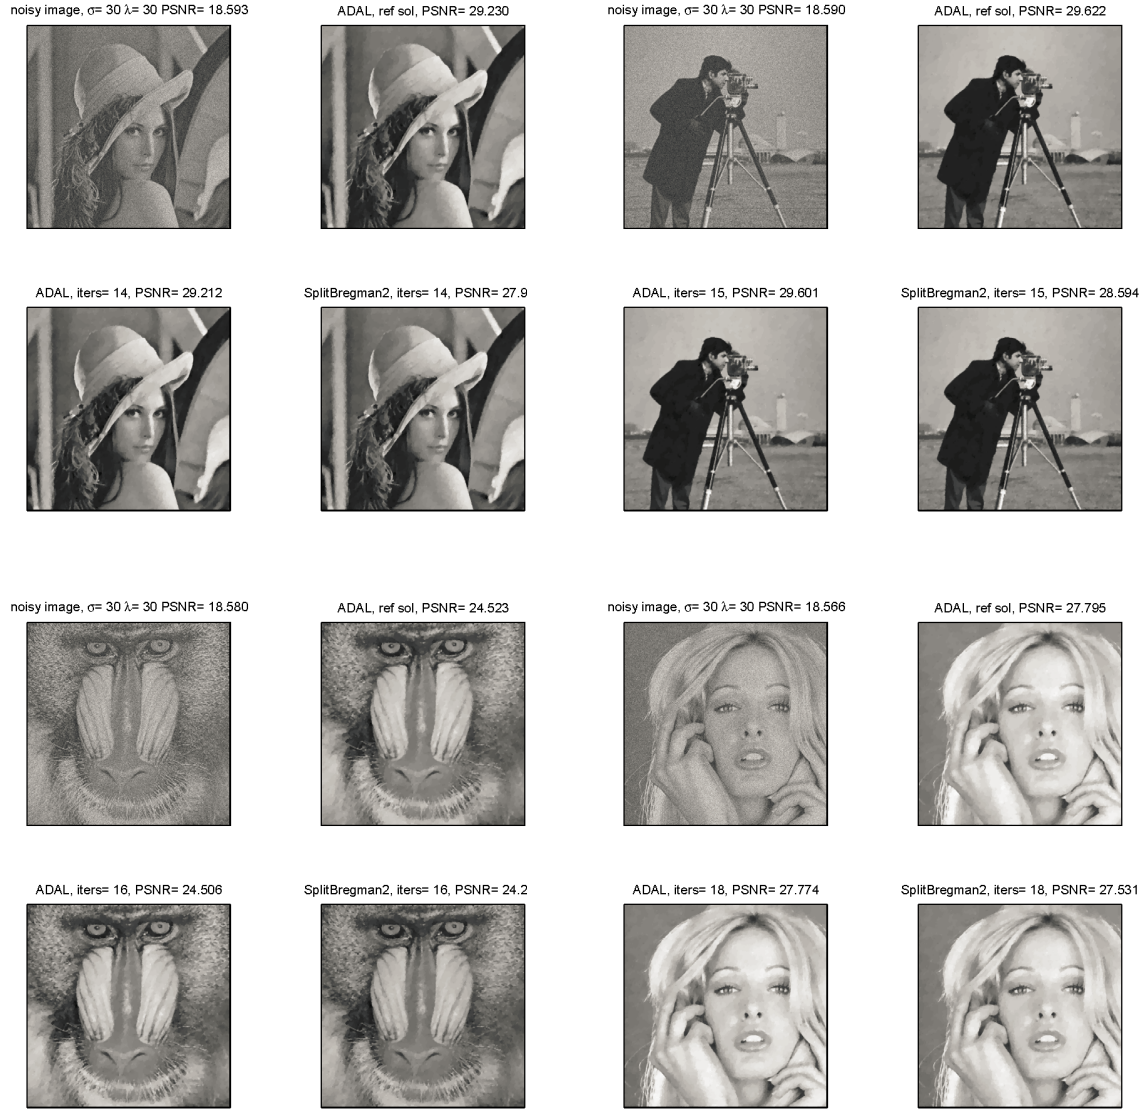 noisy image, σ= 30 λ= 30 PSNR= 18.593
ADAL, ref sol, PSNR= 29.230
noisy image, σ= 30 λ= 30 PSNR= 18.590
ADAL, ref sol, PSNR= 29.622
ADAL, iters= 14, PSNR= 29.212
SplitBregman2, iters= 14, PSNR= 27.9
ADAL, iters= 15, PSNR= 29.601
SplitBregman2, iters= 15, PSNR= 28.594
noisy image, σ= 30 λ= 30 PSNR= 18.580
ADAL, ref sol, PSNR= 24.523
noisy image, σ= 30 λ= 30 PSNR= 18.566
ADAL, ref sol, PSNR= 27.795
ADAL, iters= 16, PSNR= 24.506
SplitBregman2, iters= 16, PSNR= 24.2
ADAL, iters= 18, PSNR= 27.774
SplitBregman2, iters= 18, PSNR= 27.531